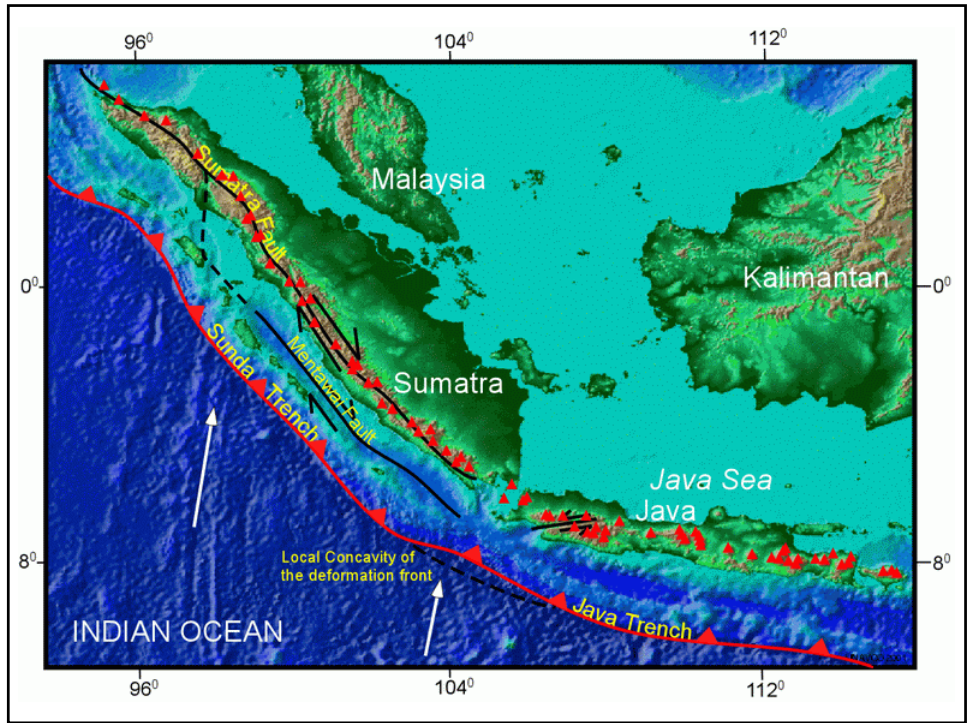 96⁰
104⁰
112⁰
Malaysia
Sumatra Fault
Kalimantan
0⁰
0⁰
Mentawai Fault
Sunda Trench
Sumatra
Java Sea
Java
8⁰
8⁰
Local Concavity of
the deformation front
Java Trench
INDIAN OCEAN
96⁰
104⁰
112⁰